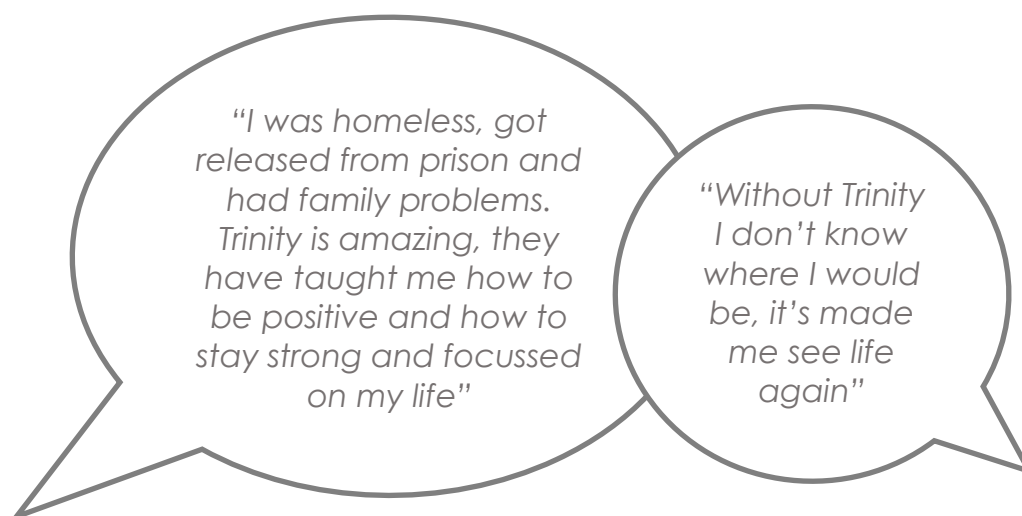 “I was homeless, got
released from prison and
had family problems.
Trinity is amazing, they
have taught me how to
be positive and how to
stay strong and focussed
on my life”
“Without Trinity
I don’t know
where I would
be, it’s made
me see life
again”